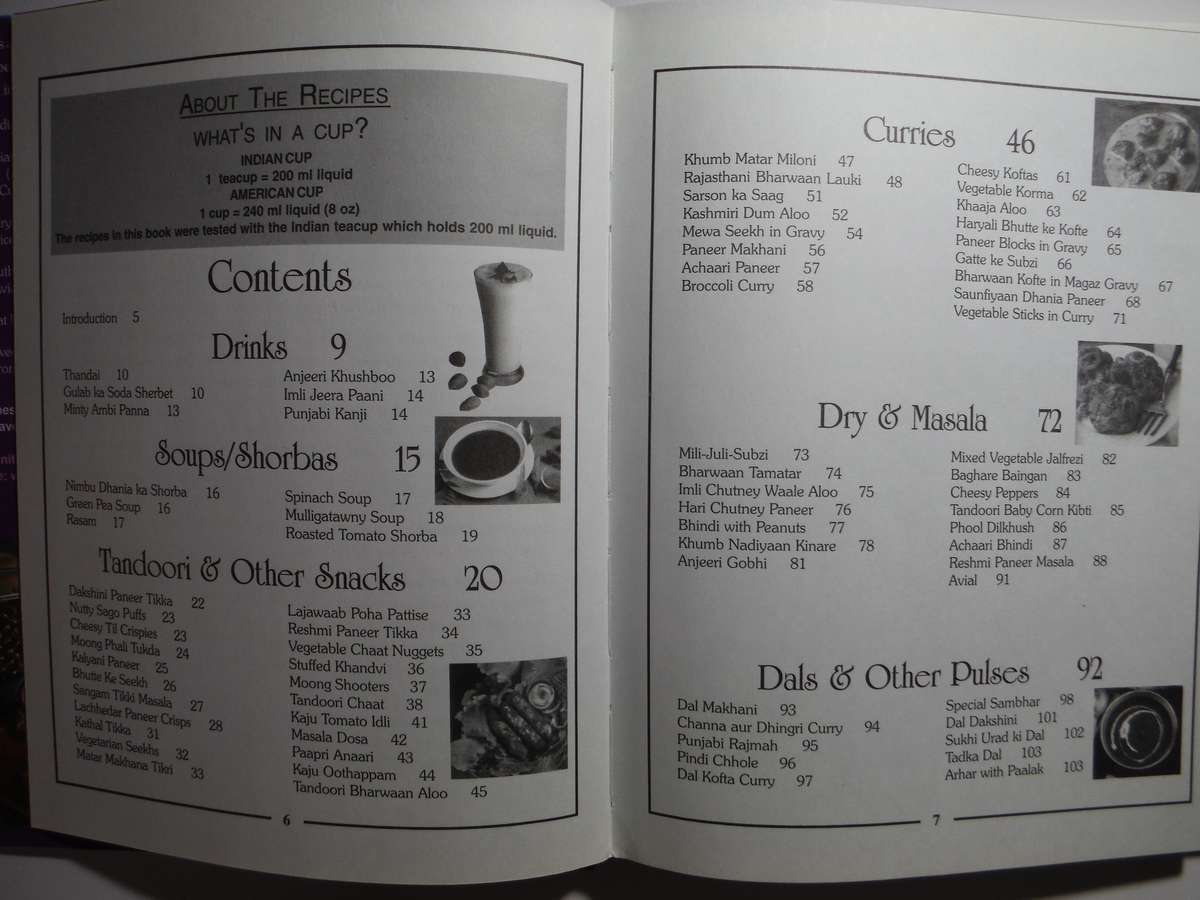 ABOUT THE RECIPES
WHAT'S IN A CUP?
INDIAN CUP
1 teacup = 200 ml liquid
AMERICAN CUP
1 cup = 240 ml liquid (8 oz)
The recipes in this book were tested with the Indian teacup which holds 200 ml liquid.
Contents
Introduction 5
Drinks 9
Thandai 10
Gulab ka Soda Sherbet 10
Minty Ambi Panna 13
Anjeeri Khushboo 13
Imli Jeera Paani 14
Punjabi Kanji 14
Soups/Shorbas 15
Nimbu Dhania ka Shorba 16
Green Pea Soup 16
Rasam 17
Spinach Soup 17
Mulligatawny Soup 18
Roasted Tomato Shorba 19
Tandoori & Other Snacks 20
Dakshini Paneer Tikka 22
Nutty Sago Puffs 23
Cheesy Til Crispies 23
Moong Phali Tukda 24
Kalyani Paneer 25
Bhutte Ke Seekh 26
Sangam Tikki Masala 27
Lachhedar Paneer Crisps 28
Kathal Tikka 31
Vegetarian Seekhs 32
Matar Makhana Tikri 33
Lajawaab Poha Pattise 33
Reshmi Paneer Tikka 34
Vegetable Chaat Nuggets 35
Stuffed Khandvi 36
Moong Shooters 37
Tandoori Chaat 38
Kaju Tomato Idli 41
Masala Dosa 42
Paapri Anaari 43
Kaju Oothappam 44
Tandoori Bharwaan Aloo 45
6
Curries 46
Khumb Matar Miloni 47
Rajasthani Bharwaan Lauki 48
Sarson ka Saag 51
Kashmiri Dum Aloo 52
Mewa Seekh in Gravy 54
Paneer Makhani 56
Achaari Paneer 57
Broccoli Curry 58
Cheesy Koftas 61
Vegetable Korma 62
Khaaja Aloo 63
Haryali Bhutte ke Kofte 64
Paneer Blocks in Gravy 65
Gatte ke Subzi 66
Bharwaan Kofte in Magaz Gravy 67
Saunfiyaan Dhania Paneer 68
Vegetable Sticks in Curry 71
Dry & Masala 72
Mili-Juli-Subzi 73
Bharwaan Tamatar 74
Imli Chutney Waale Aloo 75
Hari Chutney Paneer 76
Bhindi with Peanuts 77
Khumb Nadiyaan Kinare 78
Anjeeri Gobhi 81
Mixed Vegetable Jalfrezi 82
Baghare Baingan 83
Cheesy Peppers 84
Tandoori Baby Corn Kibti 85
Phool Dilkhush 86
Achaari Bhindi 87
Reshmi Paneer Masala 88
Avial 91
Dals & Other Pulses 92
Dal Makhani 93
Channa aur Dhingri Curry 94
Punjabi Rajmah 95
Pindi Chhole 96
Dal Kofta Curry 97
Special Sambhar 98
Dal Dakshini 101
Sukhi Urad ki Dal 102
Tadka Dal 103
Arhar with Paalak 103
7